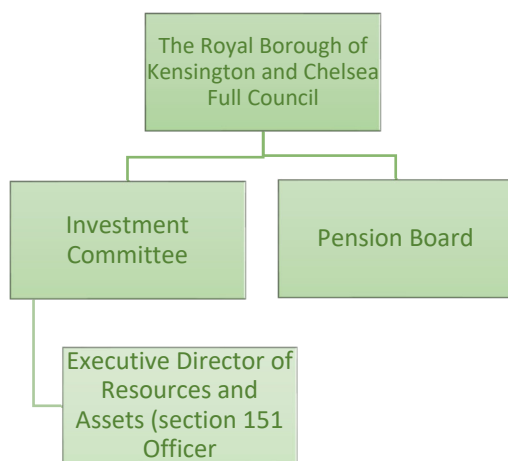 The Royal Borough of
Kensington and Chelsea
Full Council
Investment
Committee
Pension Board
Executive Director of
Resources and
Assets (section 151
Officer